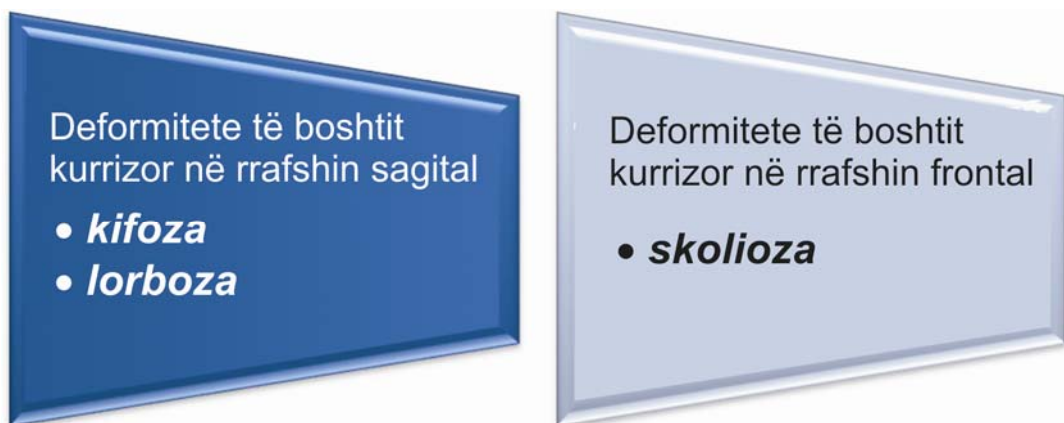 Deformitete të boshtit
kurrizor në rrafshin sagital
• kifoza
• lorboza
Deformitete të boshtit
kurrizor në rrafshin frontal
• skolioza